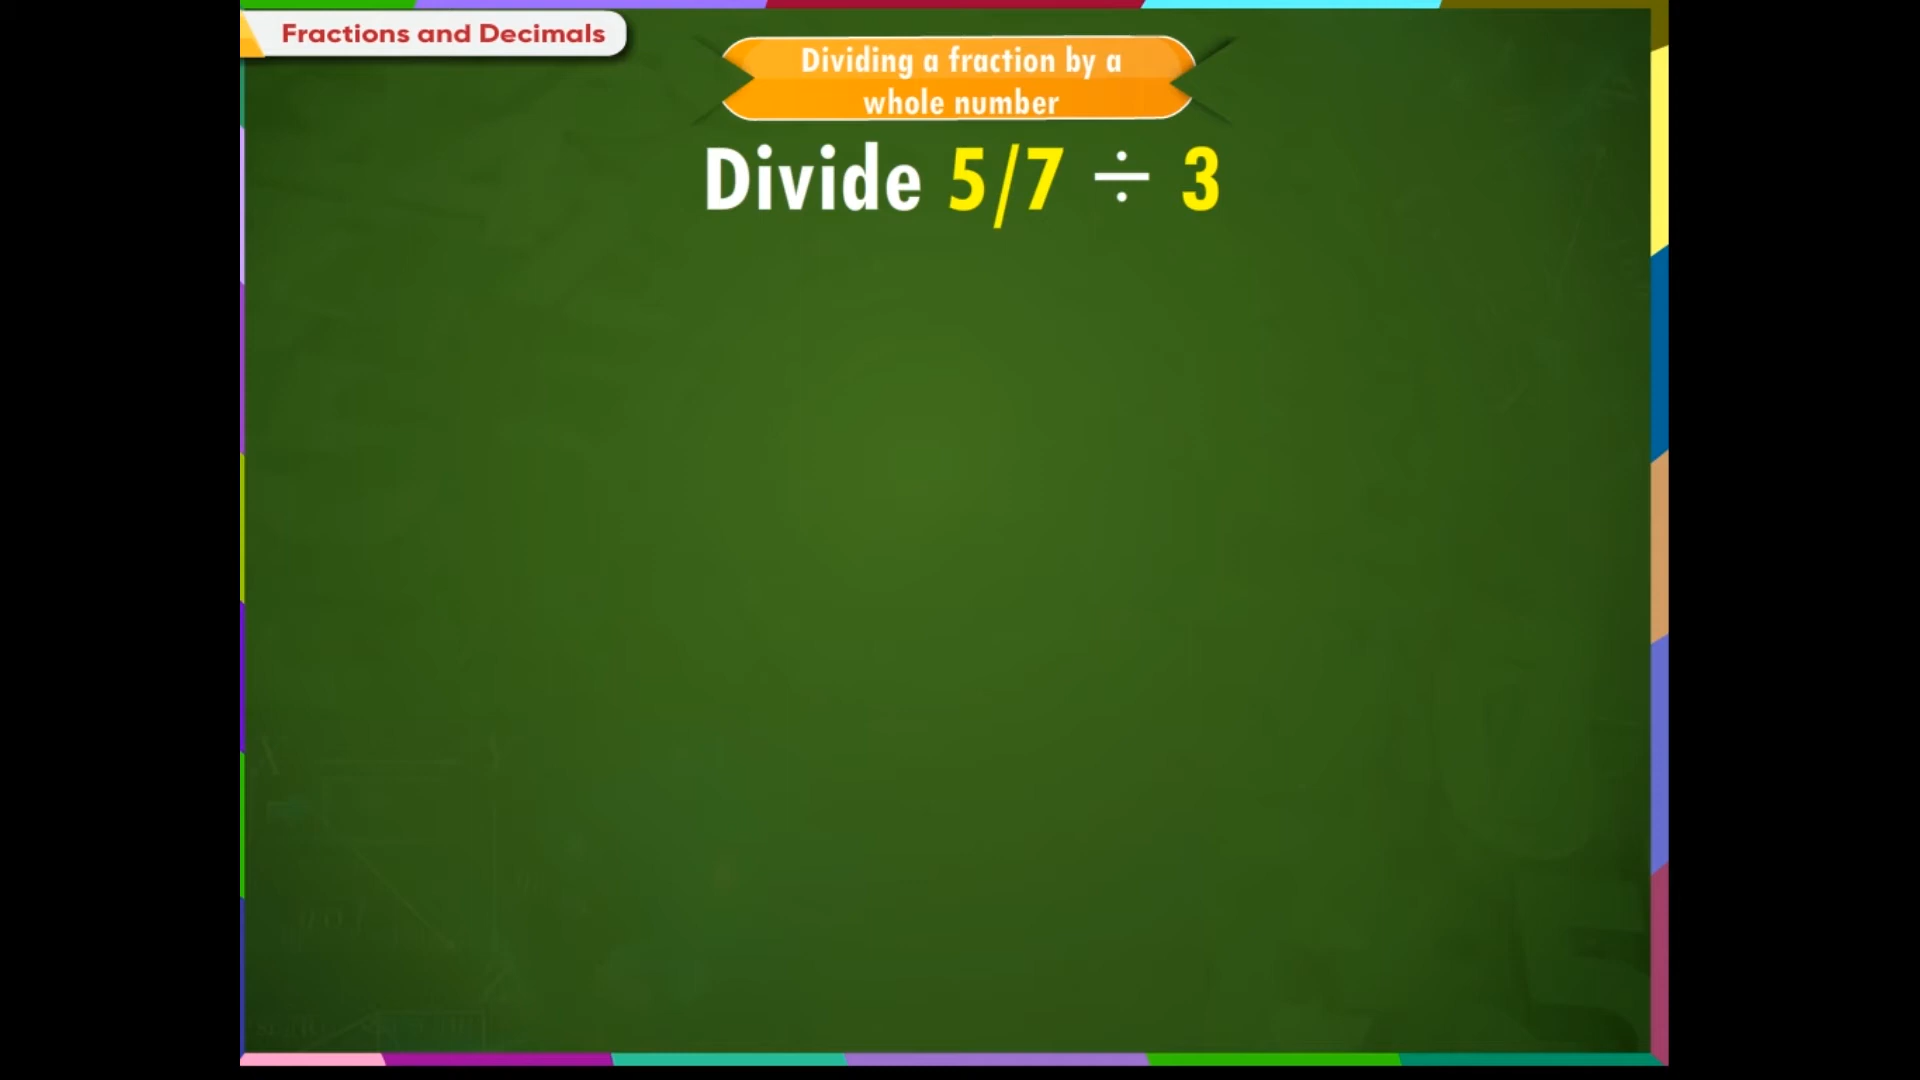 Fractions and Decimals
Dividing a fraction by a
whole number
Divide 5/7 ÷ 3